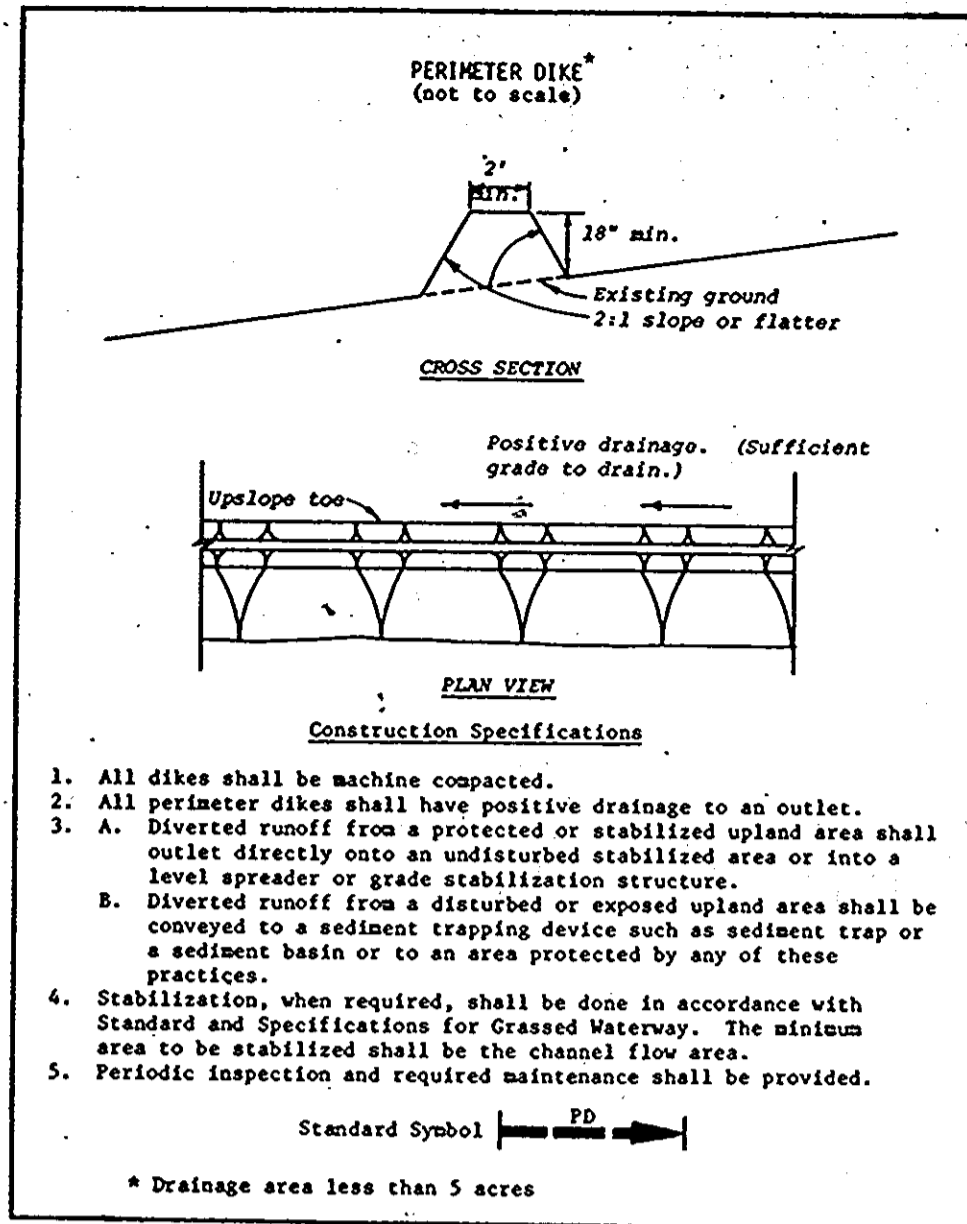 PERIMETER DIKE*
(not to scale)
2'
min.
18" min.
Existing ground
2:1 slope or flatter
CROSS SECTION
Positive drainage. (Sufficient
grade to drain.)
Upslope toe
PLAN VIEW
Construction Specifications
1. All dikes shall be machine compacted.
2. All perimeter dikes shall have positive drainage to an outlet.
3. A. Diverted runoff from a protected or stabilized upland area shall
outlet directly onto an undisturbed stabilized area or into a
level spreader or grade stabilization structure.
B. Diverted runoff from a disturbed or exposed upland area shall be
conveyed to a sediment trapping device such as sediment trap or
a sediment basin or to an area protected by any of these
practices.
4. Stabilization, when required, shall be done in accordance with
Standard and Specifications for Grassed Waterway. The minimum
area to be stabilized shall be the channel flow area.
5. Periodic inspection and required maintenance shall be provided.
Standard Symbol PD
* Drainage area less than 5 acres